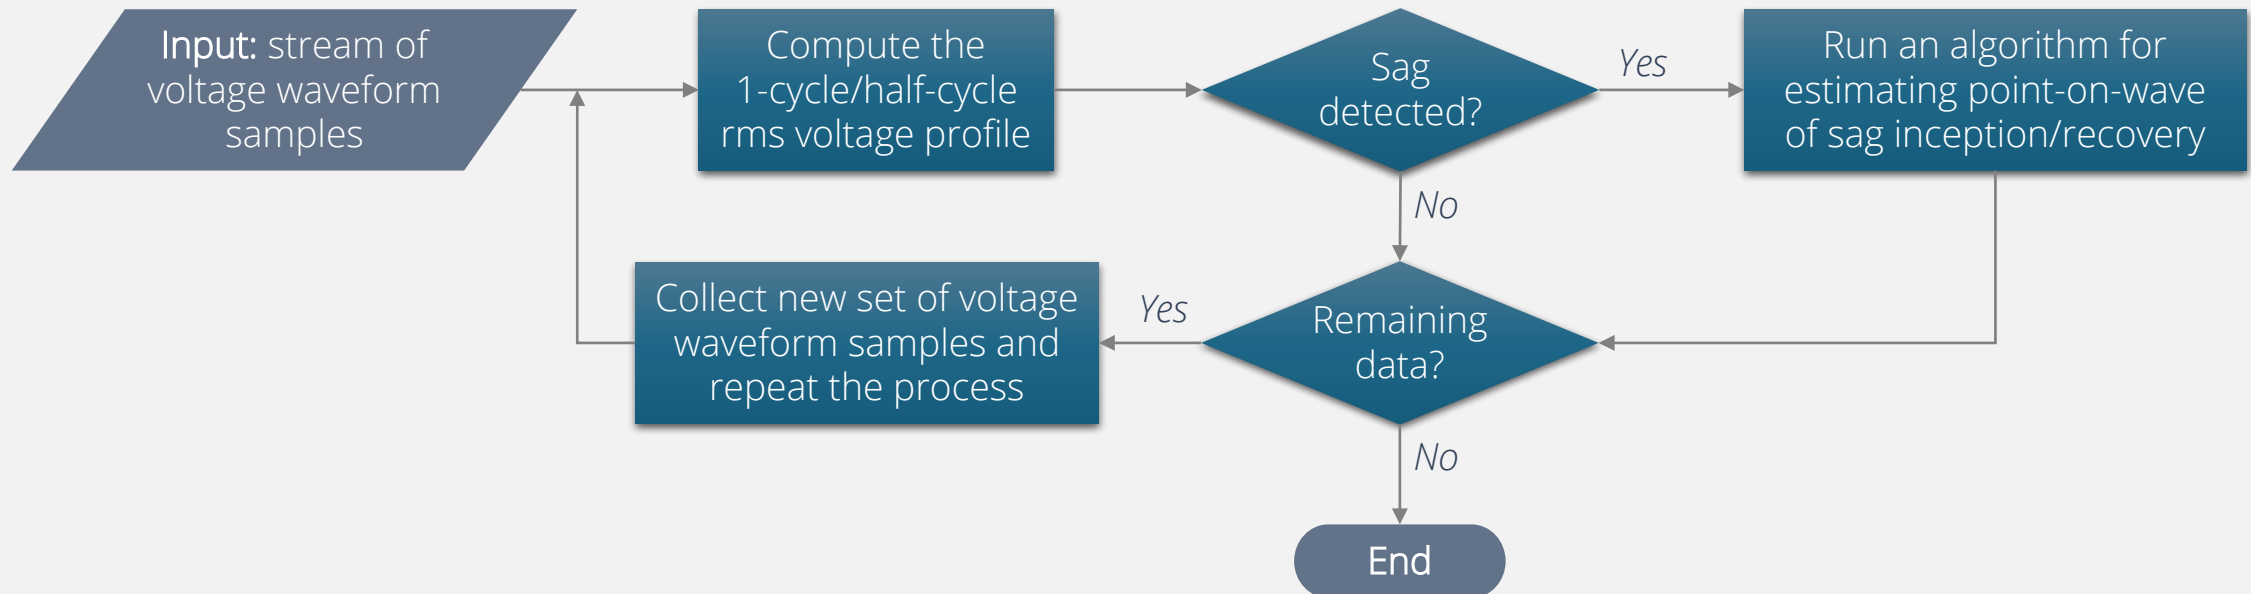 Input: stream of
voltage waveform
samples
Compute the
1-cycle/half-cycle
rms voltage profile
Sag
detected?
Yes
Run an algorithm for
estimating point-on-wave
of sag inception/recovery
No
Collect new set of voltage
waveform samples and
repeat the process
Yes
Remaining
data?
No
End